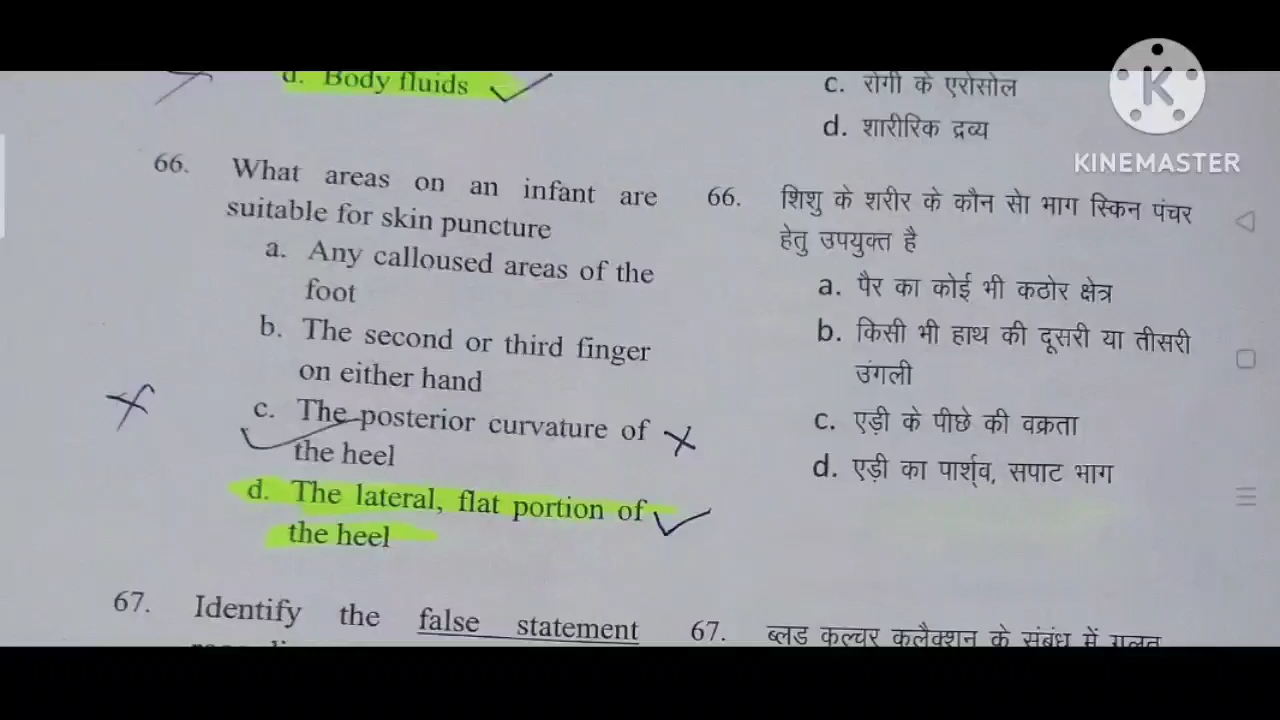 d. Body fluids
66. What areas on an infant are
suitable for skin puncture
a. Any calloused areas of the
foot
b. The second or third finger
on either hand
c. The posterior curvature of
the heel
d. The lateral, flat portion of
the heel
67. Identify the false statement
c. रोगी के एरोसोल
d. शारीरिक द्रव्य
66. शिशु के शरीर के कौन सेा भाग स्किन पंचर
हेतु उपयुक्त है
a. पैर का कोई भी कठोर क्षेत्र
b. किसी भी हाथ की दूसरी या तीसरी
उंगली
c. एड़ी के पीछे की वक्रता
d. एड़ी का पार्श्व, सपाट भाग
67. ब्लड कल्चर कलैक्शन के संबंध में गलत
K
KINEMASTER